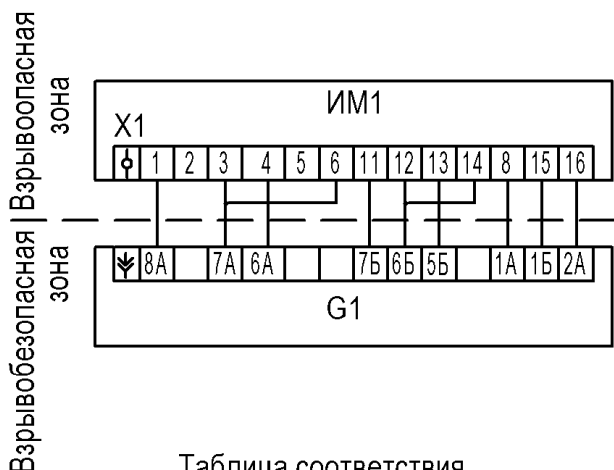 Взрывоопасная
зона
ИМ1
X1
1 2 3 4 5 6 11 12 13 14 8 15 16
Взрывобезопасная
зона
8А 7А 6А 7Б 6Б 5Б 1А 1Б 2А
G1
Таблица соответствия